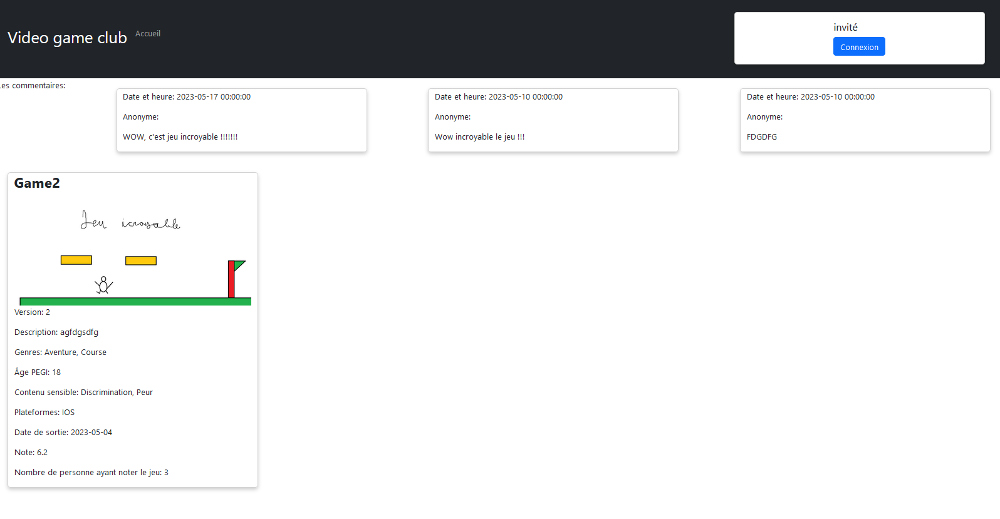 Video game club Accueil
invité
Connexion
Les commentaires:
Date et heure: 2023-05-17 00:00:00
Anonyme:
WOW, c'est jeu incroyable !!!!!!!
Date et heure: 2023-05-10 00:00:00
Anonyme:
Wow incroyable le jeu !!!
Date et heure: 2023-05-10 00:00:00
Anonyme:
FDGDFG
Game2
Jeu icroyable
Version: 2
Description: agfdgsdfg
Genres: Aventure, Course
Âge PEGI: 18
Contenu sensible: Discrimination, Peur
Plateformes: IOS
Date de sortie: 2023-05-04
Note: 6.2
Nombre de personne ayant noter le jeu: 3